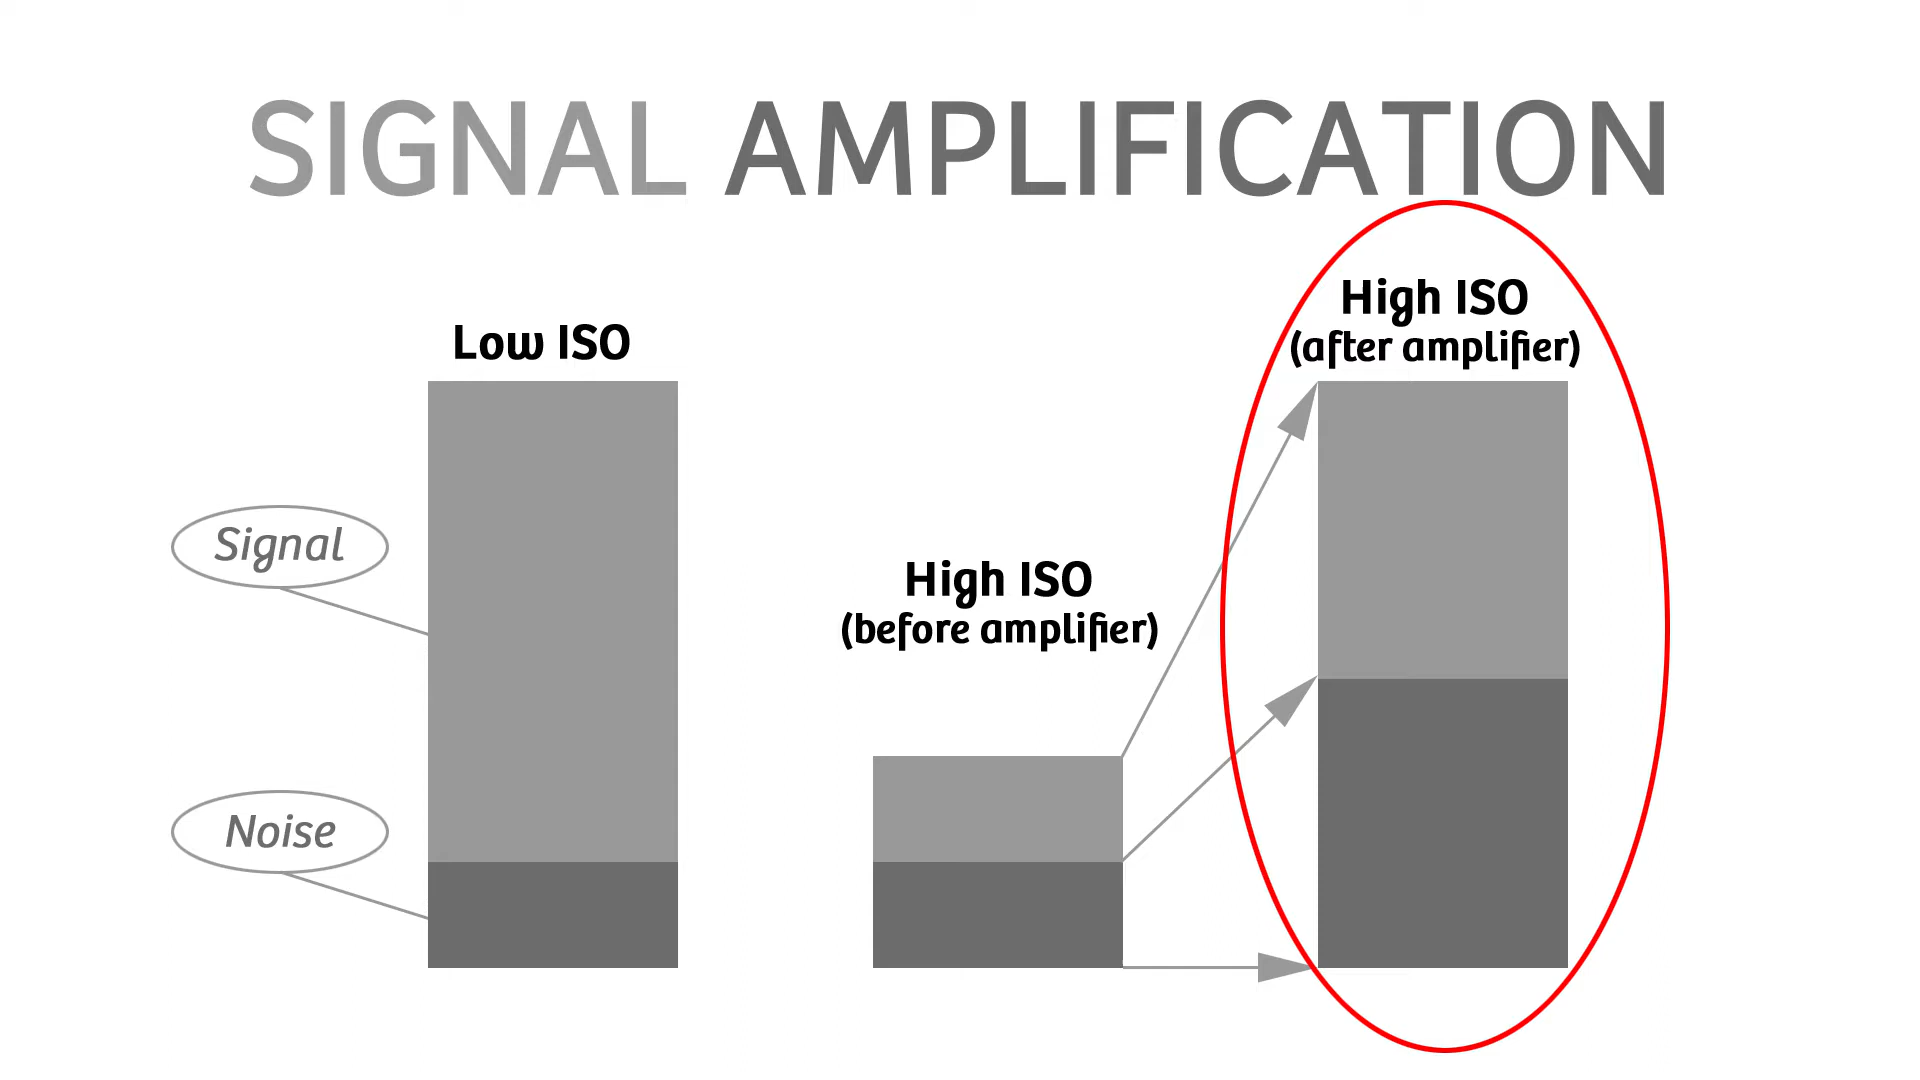 SIGNAL AMPLIFICATION
Low ISO
Signal
Noise
High ISO
(before amplifier)
High ISO
(after amplifier)